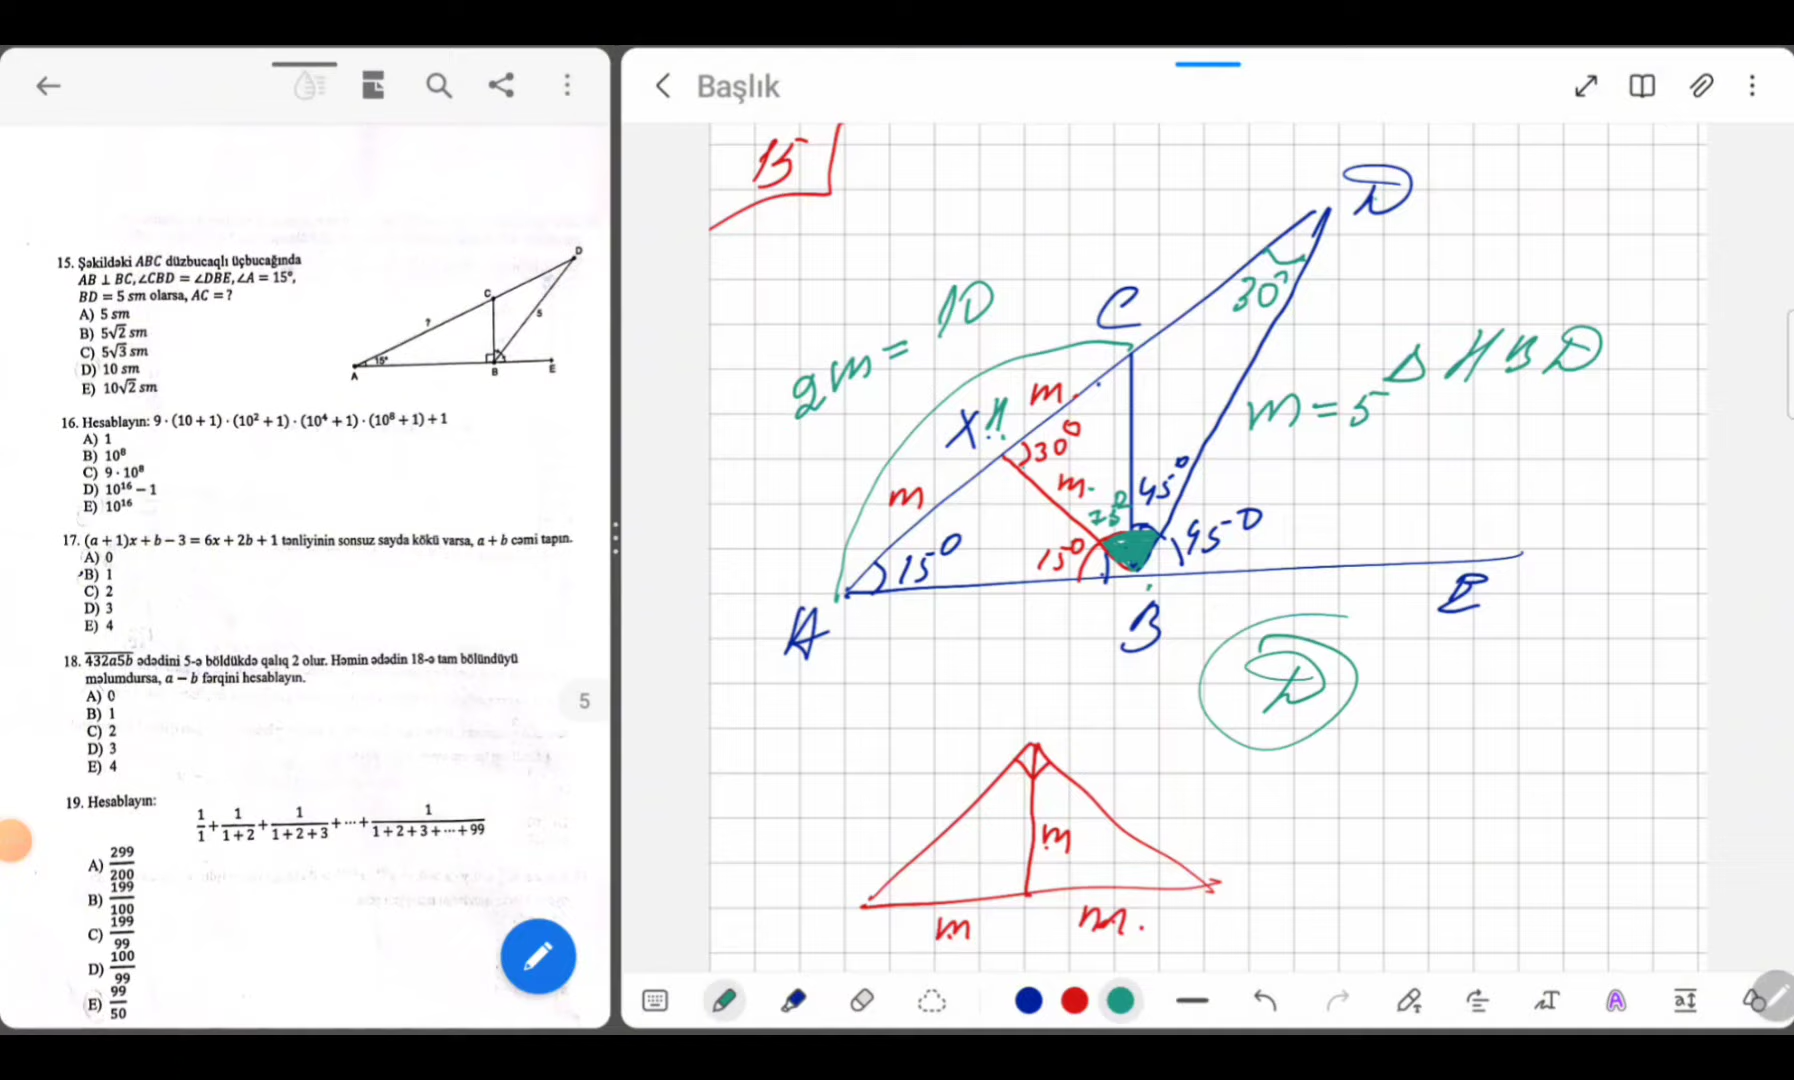 15. Şəkildəki ABC düzbucaqlı üçbucağında
AB ⊥ BC, ∠CBD = ∠DBE, ∠A = 15°,
BD = 5 sm olarsa, AC = ?
A) 5 sm
B) 5√2 sm
C) 5√3 sm
D) 10 sm
E) 10√2 sm
D
C
?
5
15°
A
B
E
16. Hesablayın: 9 · (10 + 1) · (10² + 1) · (10⁴ + 1) · (10⁸ + 1) + 1
A) 1
B) 10⁸
C) 9 · 10⁸
D) 10¹⁶ − 1
E) 10¹⁶
17. (a + 1)x + b − 3 = 6x + 2b + 1 tənliyinin sonsuz sayda kökü varsa, a + b cəmi tapın.
A) 0
B) 1
C) 2
D) 3
E) 4
18. 432a5b ədədini 5-ə böldükdə qalıq 2 olur. Həmin ədədin 18-ə tam bölündüyü
məlumdursa, a − b fərqini hesablayın.
A) 0
B) 1
C) 2
D) 3
E) 4
5
19. Hesablayın:
1/1 + 1/(1 + 2) + 1/(1 + 2 + 3) + ⋯ + 1/(1 + 2 + 3 + ⋯ + 99)
A) 299/200
B) 199/100
C) 199/99
D) 100/99
E) 99/50
Başlık
15
D
C
30°
2m = 10
Δ HBD
m = 5
m
X
H
30°
m
m
45°
75°
15°
15°
45°
A
B
E
D
m
m
m.